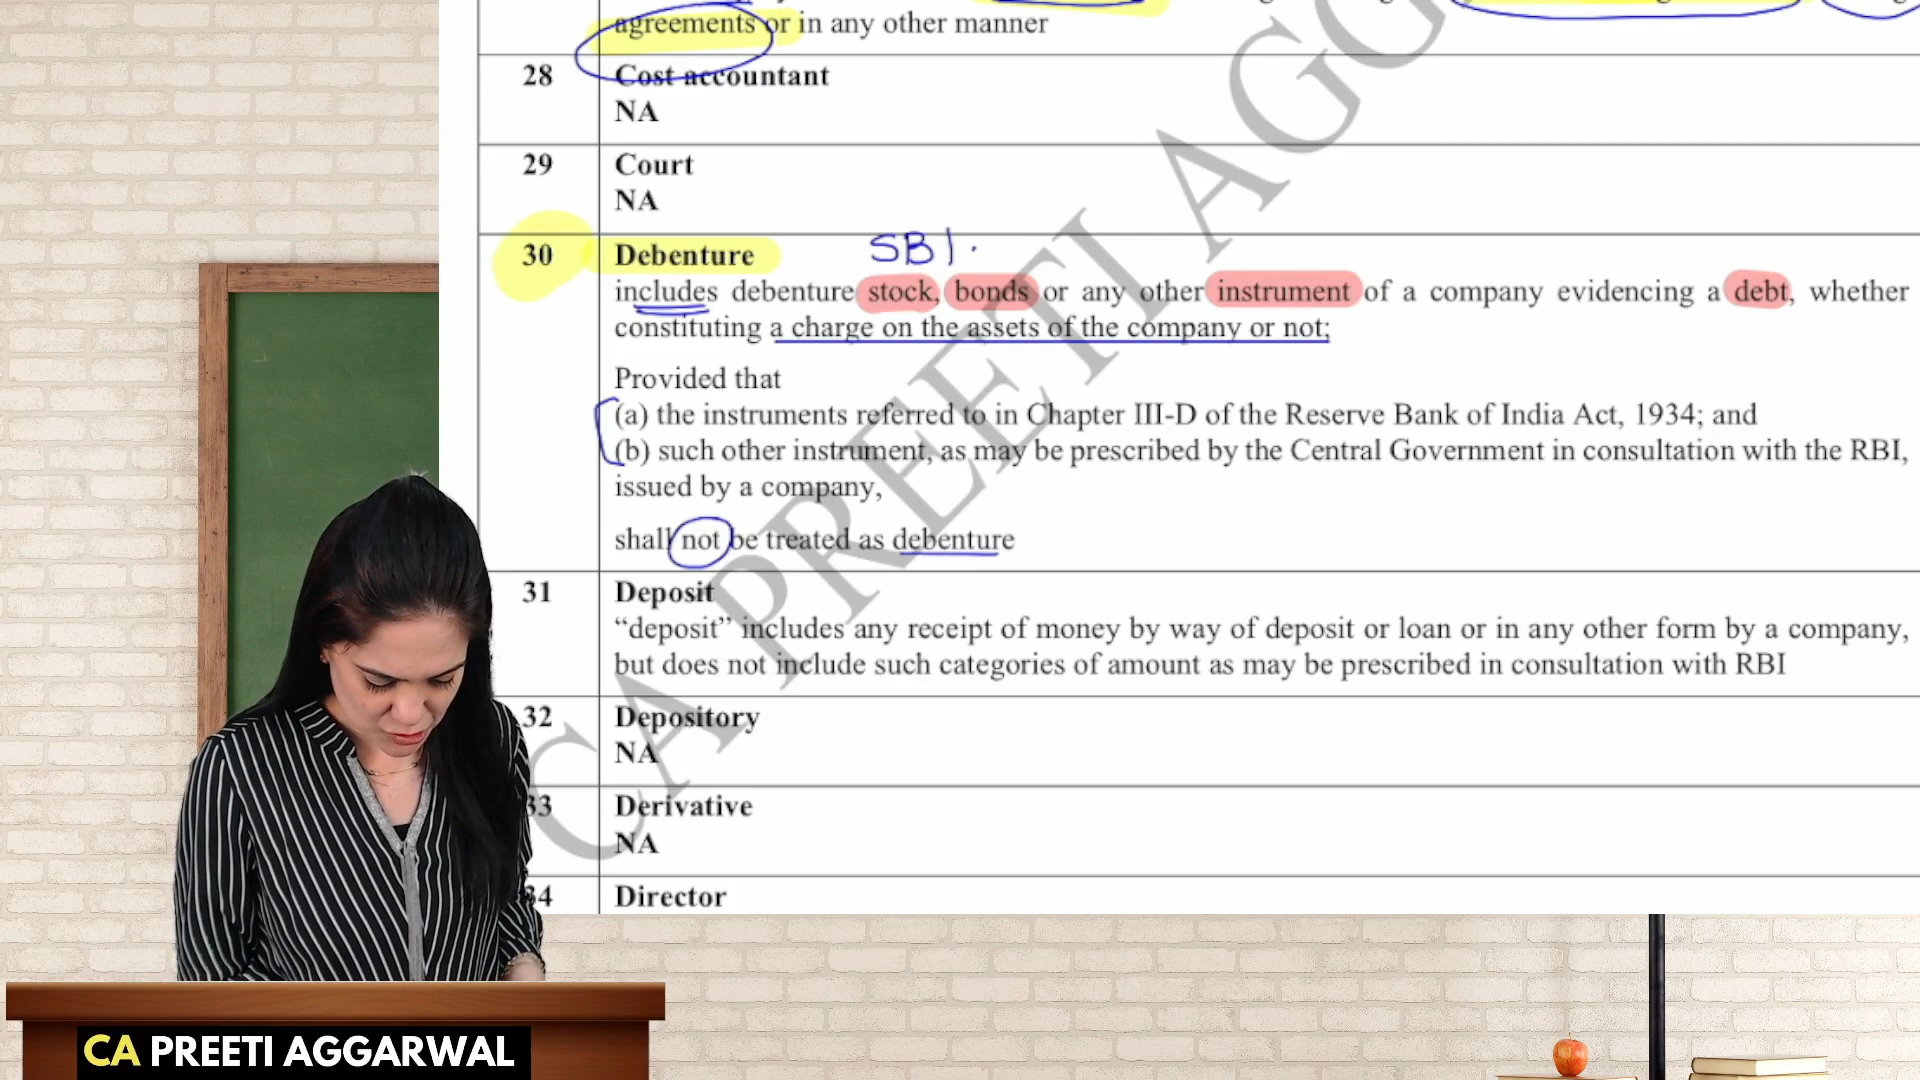 agreements or in any other manner
28 Cost accountant
NA
29 Court
NA
30 Debenture SBI.
includes debenture stock, bonds or any other instrument of a company evidencing a debt, whether
constituting a charge on the assets of the company or not;
Provided that
(a) the instruments referred to in Chapter III-D of the Reserve Bank of India Act, 1934; and
(b) such other instrument, as may be prescribed by the Central Government in consultation with the RBI,
issued by a company,
shall not be treated as debenture
31 Deposit
“deposit” includes any receipt of money by way of deposit or loan or in any other form by a company,
but does not include such categories of amount as may be prescribed in consultation with RBI
32 Depository
NA
33 Derivative
NA
34 Director
CA PREETI AGG
CA PREETI AGGARWAL